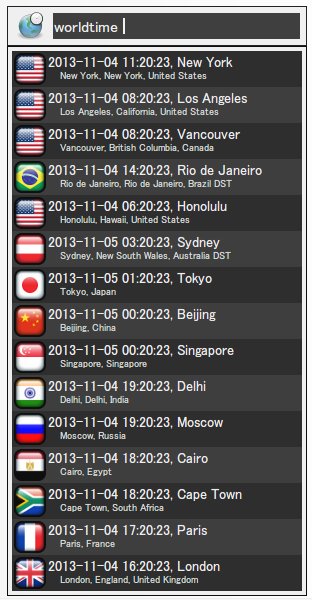 worldtime
2013-11-04 11:20:23, New York
New York, New York, United States
2013-11-04 08:20:23, Los Angeles
Los Angeles, California, United States
2013-11-04 08:20:23, Vancouver
Vancouver, British Columbia, Canada
2013-11-04 14:20:23, Rio de Janeiro
Rio de Janeiro, Rio de Janeiro, Brazil DST
2013-11-04 06:20:23, Honolulu
Honolulu, Hawaii, United States
2013-11-05 03:20:23, Sydney
Sydney, New South Wales, Australia DST
2013-11-05 01:20:23, Tokyo
Tokyo, Japan
2013-11-05 00:20:23, Beijing
Beijing, China
2013-11-05 00:20:23, Singapore
Singapore, Singapore
2013-11-04 19:20:23, Delhi
Delhi, Delhi, India
2013-11-04 19:20:23, Moscow
Moscow, Russia
2013-11-04 18:20:23, Cairo
Cairo, Egypt
2013-11-04 18:20:23, Cape Town
Cape Town, South Africa
2013-11-04 17:20:23, Paris
Paris, France
2013-11-04 16:20:23, London
London, England, United Kingdom